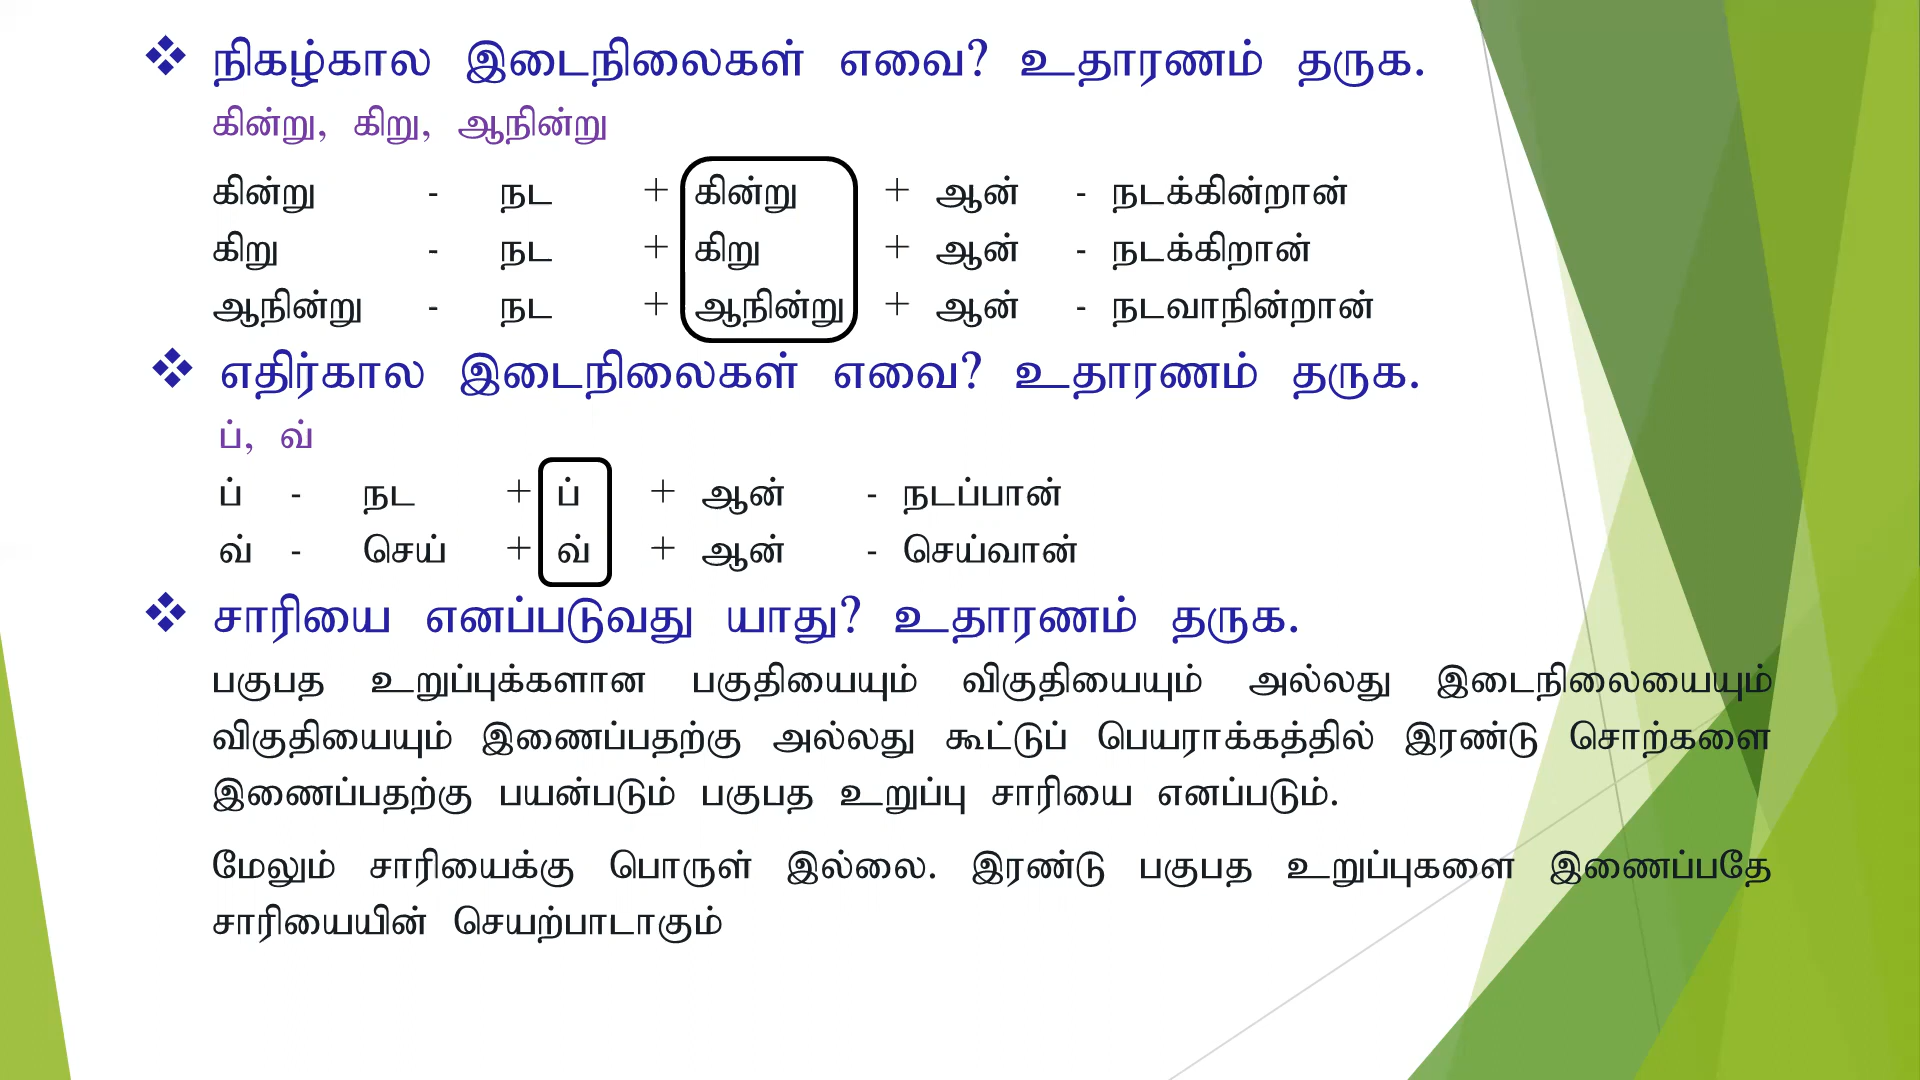 ❖ நிகழ்கால இடைநிலைகள் எவை? உதாரணம் தருக.
கின்று, கிறு, ஆநின்று
கின்று - நட + கின்று + ஆன் - நடக்கின்றான்
கிறு - நட + கிறு + ஆன் - நடக்கிறான்
ஆநின்று - நட + ஆநின்று + ஆன் - நடவாநின்றான்
❖ எதிர்கால இடைநிலைகள் எவை? உதாரணம் தருக.
ப், வ்
ப் - நட + ப் + ஆன் - நடப்பான்
வ் - செய் + வ் + ஆன் - செய்வான்
❖ சாரியை எனப்படுவது யாது? உதாரணம் தருக.
பகுபத உறுப்புக்களான பகுதியையும் விகுதியையும் அல்லது இடைநிலையையும்
விகுதியையும் இணைப்பதற்கு அல்லது கூட்டுப் பெயராக்கத்தில் இரண்டு சொற்களை
இணைப்பதற்கு பயன்படும் பகுபத உறுப்பு சாரியை எனப்படும்.
மேலும் சாரியைக்கு பொருள் இல்லை. இரண்டு பகுபத உறுப்புகளை இணைப்பதே
சாரியையின் செயற்பாடாகும்